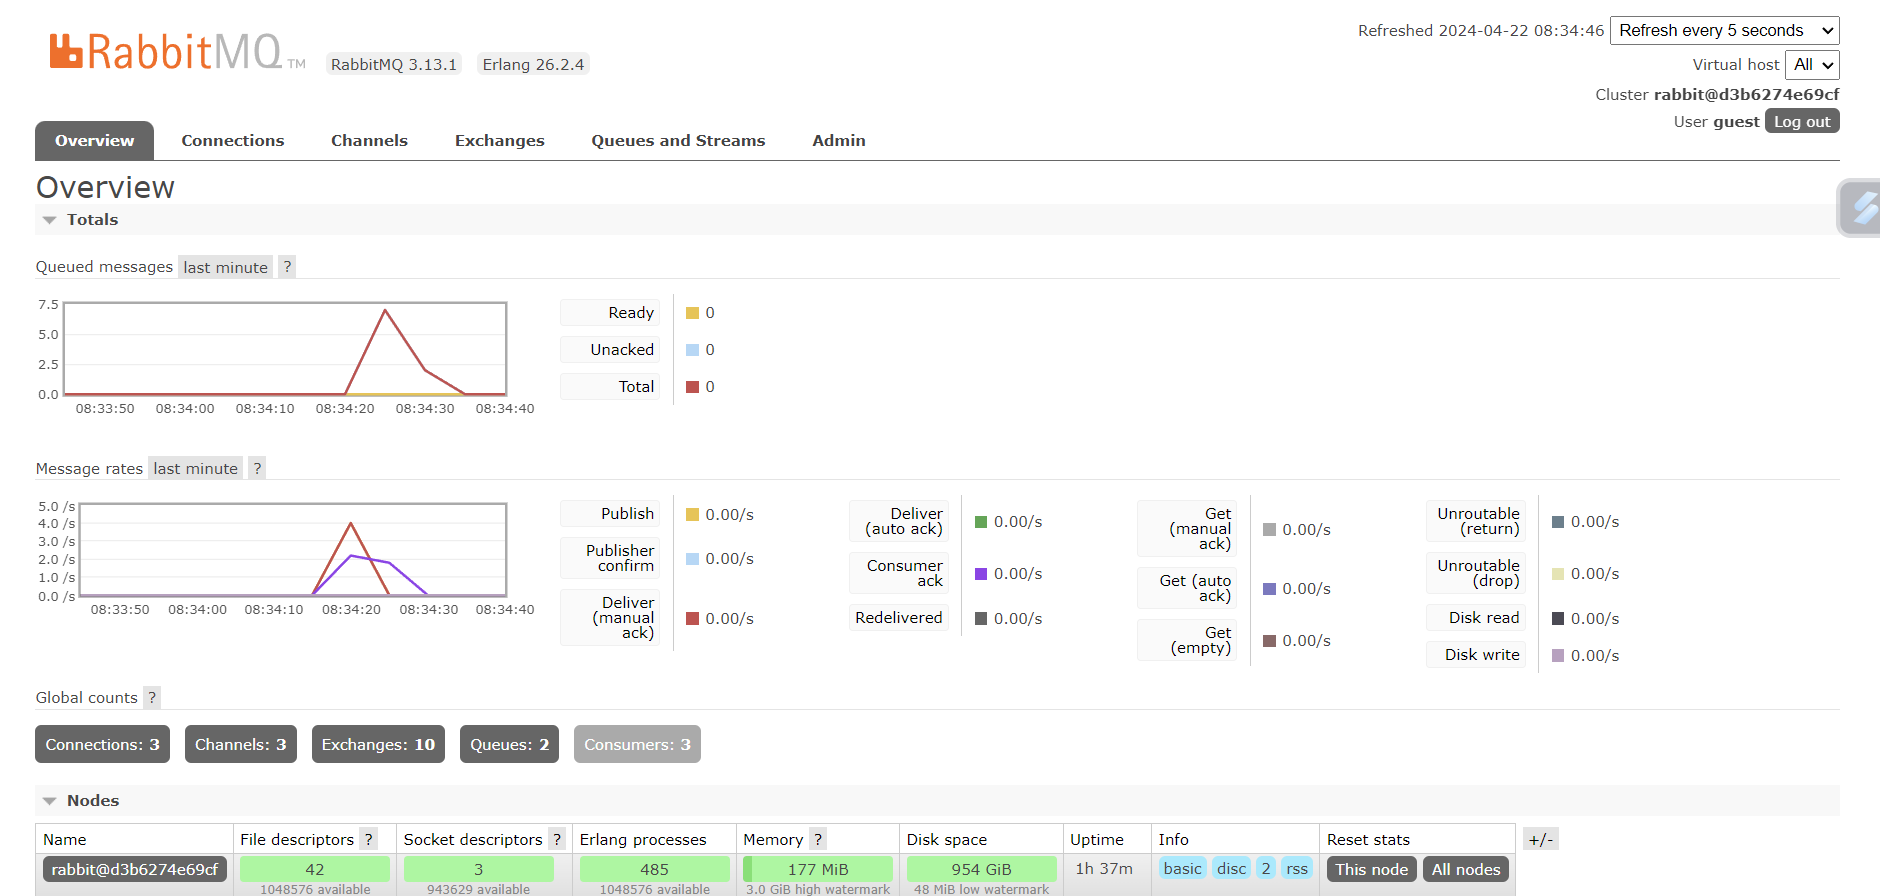 RabbitMQ TM RabbitMQ 3.13.1 Erlang 26.2.4
Refreshed 2024-04-22 08:34:46 Refresh every 5 seconds
Virtual host All
Cluster rabbit@d3b6274e69cf
User guest Log out
Overview Connections Channels Exchanges Queues and Streams Admin
Overview
Totals
Queued messages last minute ?
7.5
5.0
2.5
0.0
08:33:50 08:34:00 08:34:10 08:34:20 08:34:30 08:34:40
Ready 0
Unacked 0
Total 0
Message rates last minute ?
5.0 /s
4.0 /s
3.0 /s
2.0 /s
1.0 /s
0.0 /s
08:33:50 08:34:00 08:34:10 08:34:20 08:34:30 08:34:40
Publish 0.00/s
Publisher
confirm 0.00/s
Deliver
(manual
ack) 0.00/s
Deliver
(auto ack) 0.00/s
Consumer
ack 0.00/s
Redelivered 0.00/s
Get
(manual
ack) 0.00/s
Get (auto
ack) 0.00/s
Get
(empty) 0.00/s
Unroutable
(return) 0.00/s
Unroutable
(drop) 0.00/s
Disk read 0.00/s
Disk write 0.00/s
Global counts ?
Connections: 3 Channels: 3 Exchanges: 10 Queues: 2 Consumers: 3
Nodes
Name File descriptors ? Socket descriptors ? Erlang processes Memory ? Disk space Uptime Info Reset stats +/-
rabbit@d3b6274e69cf 42 3 485 177 MiB 954 GiB 1h 37m basic disc 2 rss This node All nodes
1048576 available 943629 available 1048576 available 3.0 GiB high watermark 48 MiB low watermark